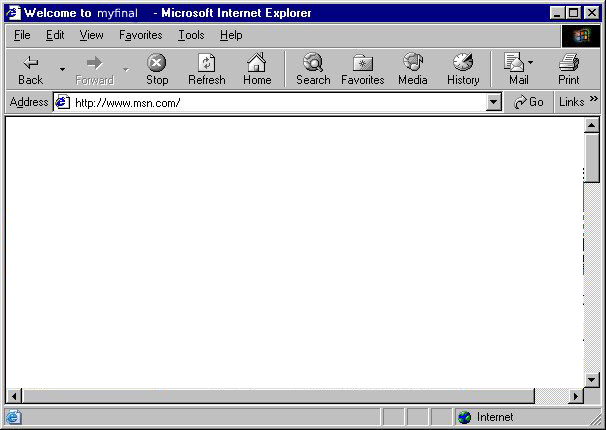 Welcome to myfinal - Microsoft Internet Explorer
File Edit View Favorites Tools Help
Back Forward Stop Refresh Home Search Favorites Media History Mail Print
Address http://www.msn.com/ Go Links »
Internet